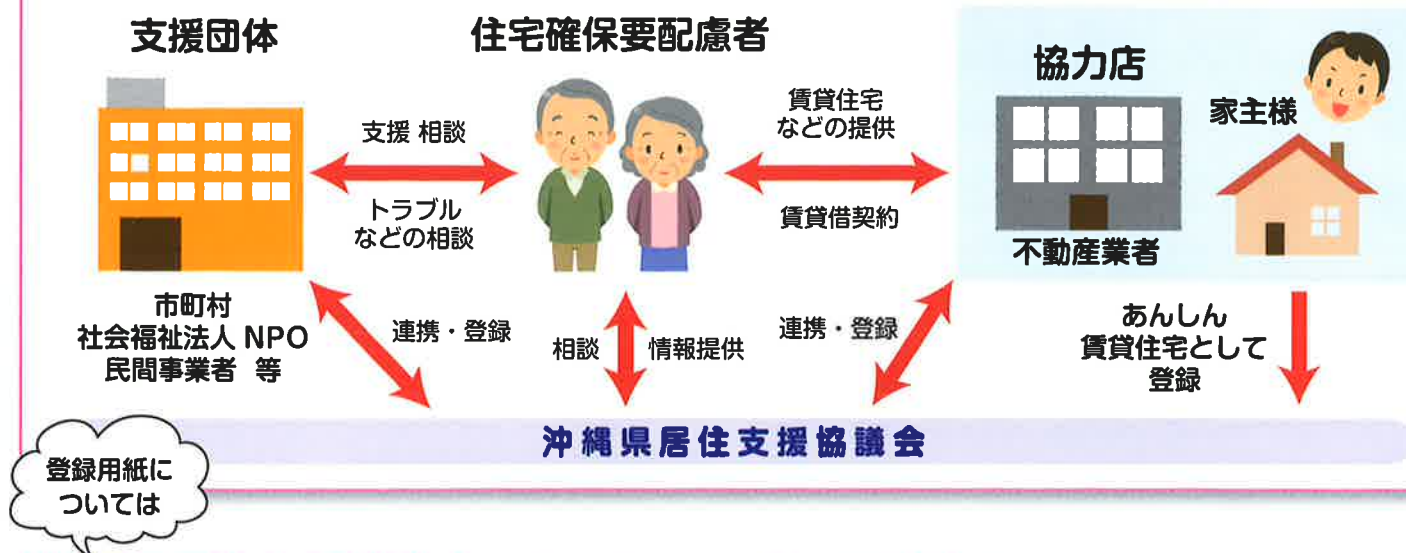 支援団体
住宅確保要配慮者
協力店
家主様
支援 相談
トラブル
などの相談
賃貸住宅
などの提供
賃貸借契約
不動産業者
市町村
社会福祉法人 NPO
民間事業者 等
連携・登録
相談
情報提供
連携・登録
あんしん
賃貸住宅として
登録
沖縄県居住支援協議会
登録用紙に
ついては